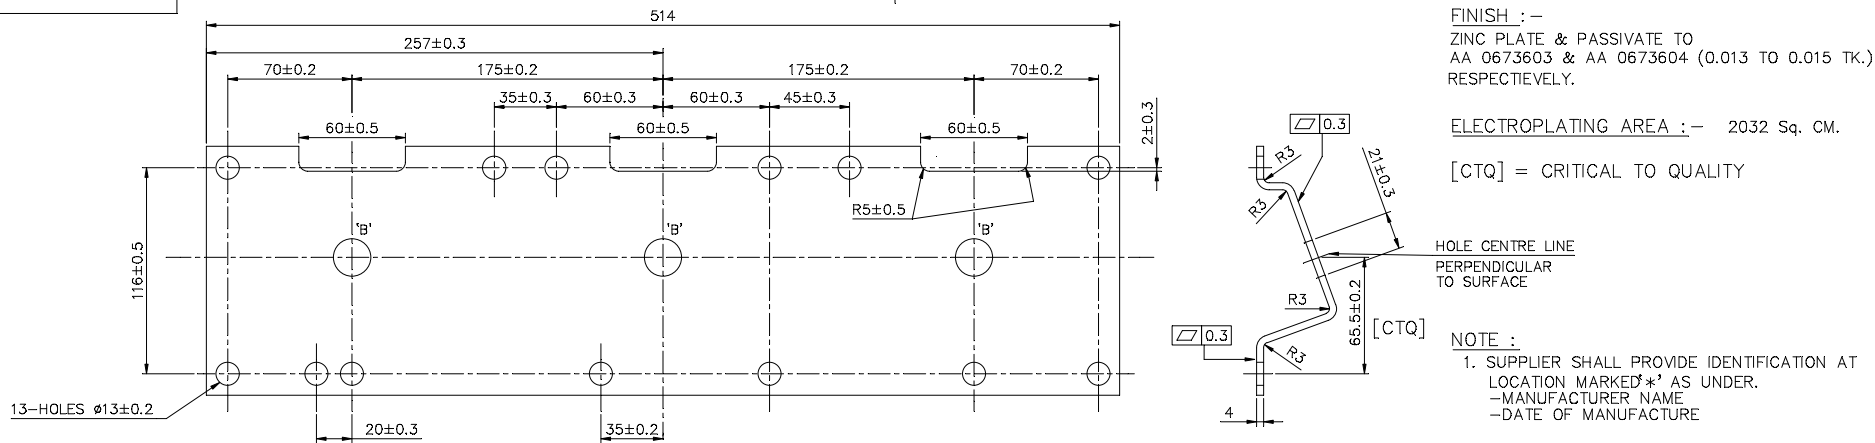 514
257±0.3
70±0.2
175±0.2
175±0.2
70±0.2
35±0.3
60±0.3
60±0.3
45±0.3
60±0.5
60±0.5
60±0.5
2±0.3
R5±0.5
'B'
'B'
'B'
116±0.5
13-HOLES ø13±0.2
20±0.3
35±0.2
0.3
R3
21±0.3
R3
HOLE CENTRE LINE
PERPENDICULAR
TO SURFACE
R3
65.5±0.2
[CTQ]
0.3
R3
4
FINISH :-
ZINC PLATE & PASSIVATE TO
AA 0673603 & AA 0673604 (0.013 TO 0.015 TK.)
RESPECTIEVELY.
ELECTROPLATING AREA :- 2032 Sq. CM.
[CTQ] = CRITICAL TO QUALITY
NOTE :
1. SUPPLIER SHALL PROVIDE IDENTIFICATION AT
LOCATION MARKED'*' AS UNDER.
-MANUFACTURER NAME
-DATE OF MANUFACTURE